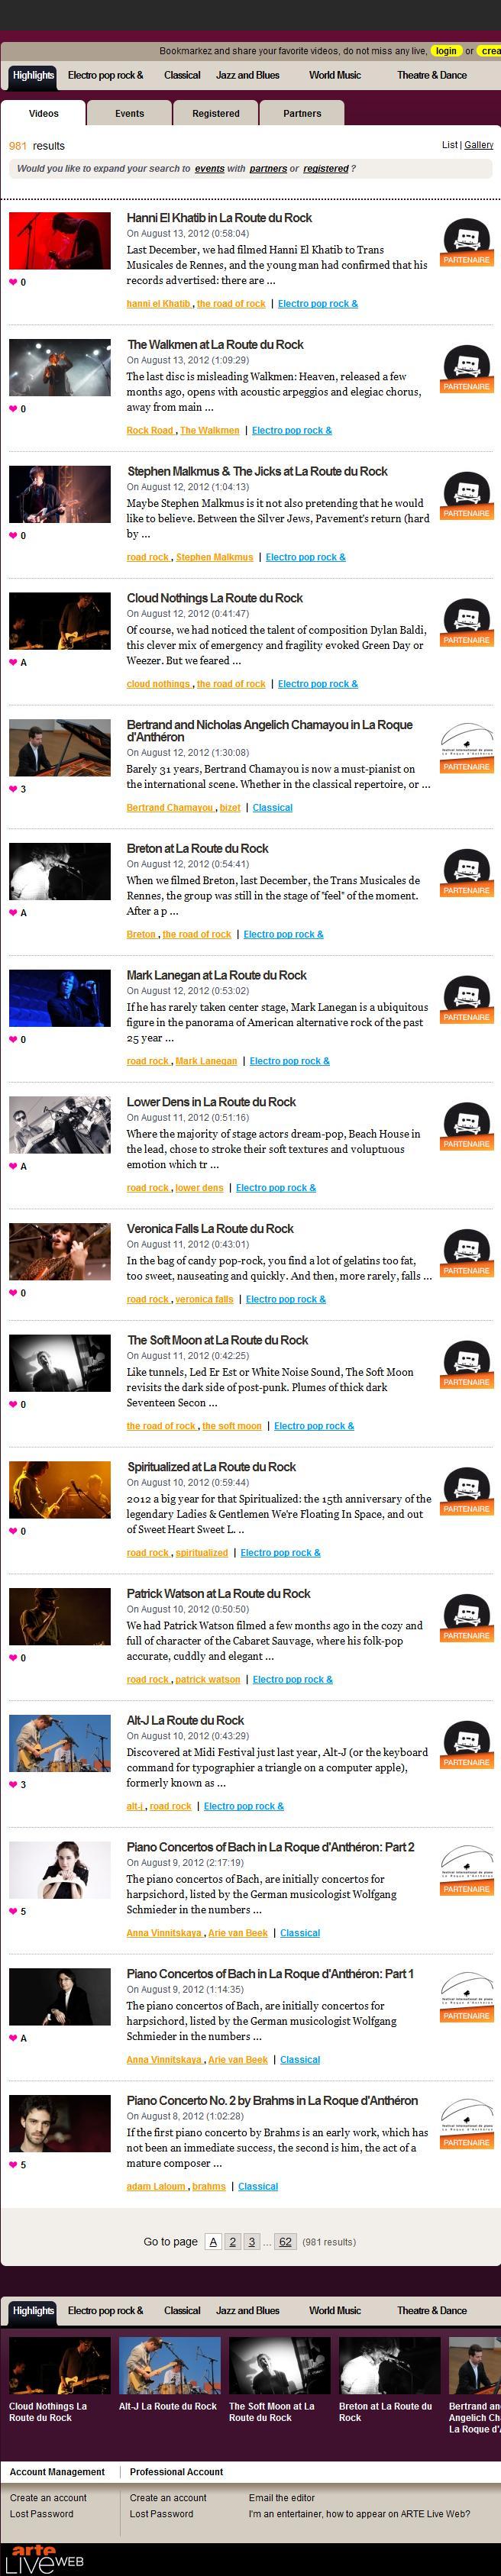 Bookmarkez and share your favorite videos, do not miss any live, login or crea
Highlights Electro pop rock & Classical Jazz and Blues World Music Theatre & Dance
Videos Events Registered Partners
981 results List | Gallery
Would you like to expand your search to events with partners or registered ?
Hanni El Khatib in La Route du Rock
On August 13, 2012 (0:58:04)
Last December, we had filmed Hanni El Khatib to Trans
Musicales de Rennes, and the young man had confirmed that his
records advertised: there are ...
PARTENAIRE
0
hanni el Khatib , the road of rock | Electro pop rock &
The Walkmen at La Route du Rock
On August 13, 2012 (1:09:29)
The last disc is misleading Walkmen: Heaven, released a few
months ago, opens with acoustic arpeggios and elegiac chorus,
away from main ...
PARTENAIRE
0
Rock Road , The Walkmen | Electro pop rock &
Stephen Malkmus & The Jicks at La Route du Rock
On August 12, 2012 (1:04:13)
Maybe Stephen Malkmus is it not also pretending that he would
like to believe. Between the Silver Jews, Pavement's return (hard
by ...
PARTENAIRE
0
road rock , Stephen Malkmus | Electro pop rock &
Cloud Nothings La Route du Rock
On August 12, 2012 (0:41:47)
Of course, we had noticed the talent of composition Dylan Baldi,
this clever mix of emergency and fragility evoked Green Day or
Weezer. But we feared ...
PARTENAIRE
A
cloud nothings , the road of rock | Electro pop rock &
Bertrand and Nicholas Angelich Chamayou in La Roque
d'Anthéron
On August 12, 2012 (1:30:08)
Barely 31 years, Bertrand Chamayou is now a must-pianist on
the international scene. Whether in the classical repertoire, or ...
PARTENAIRE
3
Bertrand Chamayou , bizet | Classical
Breton at La Route du Rock
On August 12, 2012 (0:54:41)
When we filmed Breton, last December, the Trans Musicales de
Rennes, the group was still in the stage of "feel" of the moment.
After a p ...
PARTENAIRE
A
Breton , the road of rock | Electro pop rock &
Mark Lanegan at La Route du Rock
On August 12, 2012 (0:53:02)
If he has rarely taken center stage, Mark Lanegan is a ubiquitous
figure in the panorama of American alternative rock of the past
25 year ...
PARTENAIRE
0
road rock , Mark Lanegan | Electro pop rock &
Lower Dens in La Route du Rock
On August 11, 2012 (0:51:16)
Where the majority of stage actors dream-pop, Beach House in
the lead, chose to stroke their soft textures and voluptuous
emotion which tr ...
PARTENAIRE
A
road rock , lower dens | Electro pop rock &
Veronica Falls La Route du Rock
On August 11, 2012 (0:43:01)
In the bag of candy pop-rock, you find a lot of gelatins too fat,
too sweet, nauseating and quickly. And then, more rarely, falls ...
PARTENAIRE
0
road rock , veronica falls | Electro pop rock &
The Soft Moon at La Route du Rock
On August 11, 2012 (0:42:25)
Like tunnels, Led Er Est or White Noise Sound, The Soft Moon
revisits the dark side of post-punk. Plumes of thick dark
Seventeen Secon ...
PARTENAIRE
0
the road of rock , the soft moon | Electro pop rock &
Spiritualized at La Route du Rock
On August 10, 2012 (0:59:44)
2012 a big year for that Spiritualized: the 15th anniversary of the
legendary Ladies & Gentlemen We're Floating In Space, and out
of Sweet Heart Sweet L. ..
PARTENAIRE
0
road rock , spiritualized | Electro pop rock &
Patrick Watson at La Route du Rock
On August 10, 2012 (0:50:50)
We had Patrick Watson filmed a few months ago in the cozy and
full of character of the Cabaret Sauvage, where his folk-pop
accurate, cuddly and elegant ...
PARTENAIRE
0
road rock , patrick watson | Electro pop rock &
Alt-J La Route du Rock
On August 10, 2012 (0:43:29)
Discovered at Midi Festival just last year, Alt-J (or the keyboard
command for typographier a triangle on a computer apple),
formerly known as ...
PARTENAIRE
3
alt-j , road rock | Electro pop rock &
Piano Concertos of Bach in La Roque d'Anthéron: Part 2
On August 9, 2012 (2:17:19)
The piano concertos of Bach, are initially concertos for
harpsichord, listed by the German musicologist Wolfgang
Schmieder in the numbers ...
PARTENAIRE
5
Anna Vinnitskaya , Arie van Beek | Classical
Piano Concertos of Bach in La Roque d'Anthéron: Part 1
On August 9, 2012 (1:14:35)
The piano concertos of Bach, are initially concertos for
harpsichord, listed by the German musicologist Wolfgang
Schmieder in the numbers ...
PARTENAIRE
A
Anna Vinnitskaya , Arie van Beek | Classical
Piano Concerto No. 2 by Brahms in La Roque d'Anthéron
On August 8, 2012 (1:02:28)
If the first piano concerto by Brahms is an early work, which has
not been an immediate success, the second is him, the act of a
mature composer ...
PARTENAIRE
5
adam Laloum , brahms | Classical
Go to page A 2 3 ... 62 (981 results)
Highlights Electro pop rock & Classical Jazz and Blues World Music Theatre & Dance
Cloud Nothings La Alt-J La Route du Rock The Soft Moon at La Breton at La Route du Bertrand an
Route du Rock Route du Rock Rock Angelich Ch
La Roque d'
Account Management Professional Account
Create an account Create an account Email the editor
Lost Password Lost Password I'm an entertainer, how to appear on ARTE Live Web?
arte
LIVEWEB